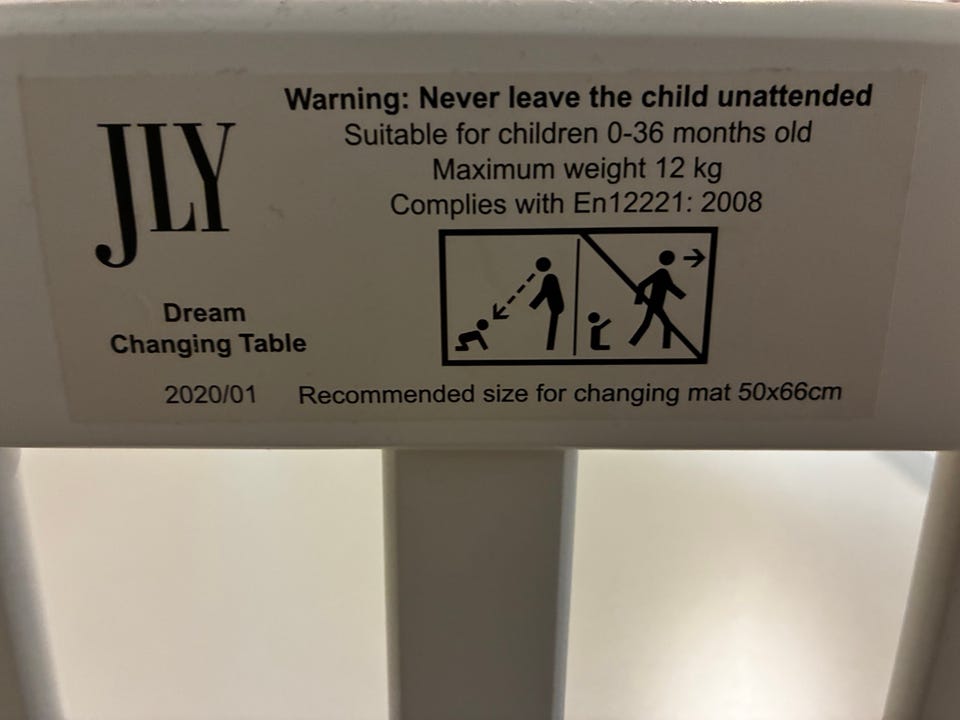 JLY
Warning: Never leave the child unattended
Suitable for children 0-36 months old
Maximum weight 12 kg
Complies with En12221: 2008
Dream
Changing Table
2020/01
Recommended size for changing mat 50x66cm